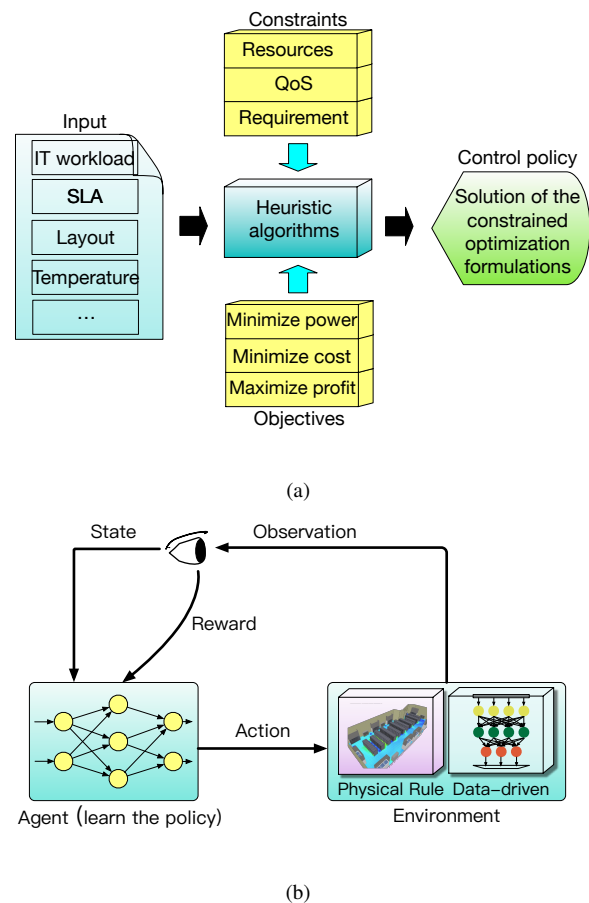 Constraints
Resources
QoS
Requirement
Input
IT workload
SLA
Layout
Temperature
...
Heuristic
algorithms
Control policy
Solution of the
constrained
optimization
formulations
Minimize power
Minimize cost
Maximize profit
Objectives
(a)
State
Observation
Reward
Action
Agent (learn the policy)
Physical Rule
Data-driven
Environment
(b)